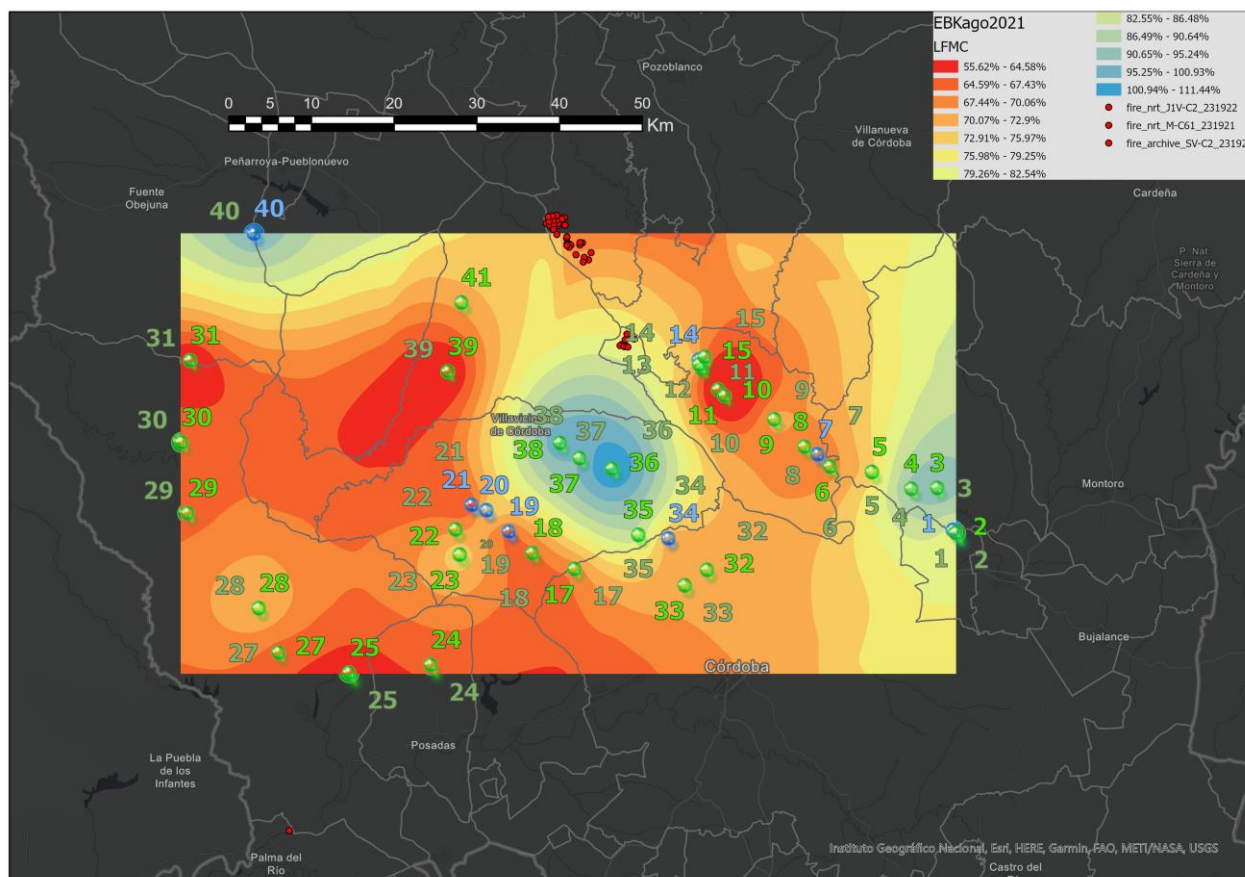 EBKago2021
LFMC
55.62% - 64.58%
64.59% - 67.43%
67.44% - 70.06%
70.07% - 72.9%
72.91% - 75.97%
75.98% - 79.25%
79.26% - 82.54%
82.55% - 86.48%
86.49% - 90.64%
90.65% - 95.24%
95.25% - 100.93%
100.94% - 111.44%
fire_nrt_J1V-C2_231922
fire_nrt_M-C61_231921
fire_archive_SV-C2_23192
Pozoblanco
0 5 10 20 30 40 50
Km
Villanueva
de Córdoba
Peñarroya-Pueblonuevo
Fuente
Obejuna
Cardeña
40 40
P. Nat.
Sierra de
Cardeña y
Montoro
41
15
14 14
31 31
39 39
15
13
11
12 10 9
11
30 30
Villaviciosa
de Córdoba
38 37 36
8 7 7
9
38 36
10
21
5 4 3
37
8 6
21 20 34
3
29 29
22
19 35 34
5 4 1 2
22 18
20
32 6
19
35
1 2
23 23
32
28 28
18 17 17
33 33
27 27 25 24
Bujalance
Montoro
Córdoba
25 24
Posadas
La Puebla
de los
Infantes
Palma del
Río
Instituto Geográfico Nacional, Esri, HERE, Garmin, FAO, METI/NASA, USGS
Castro del